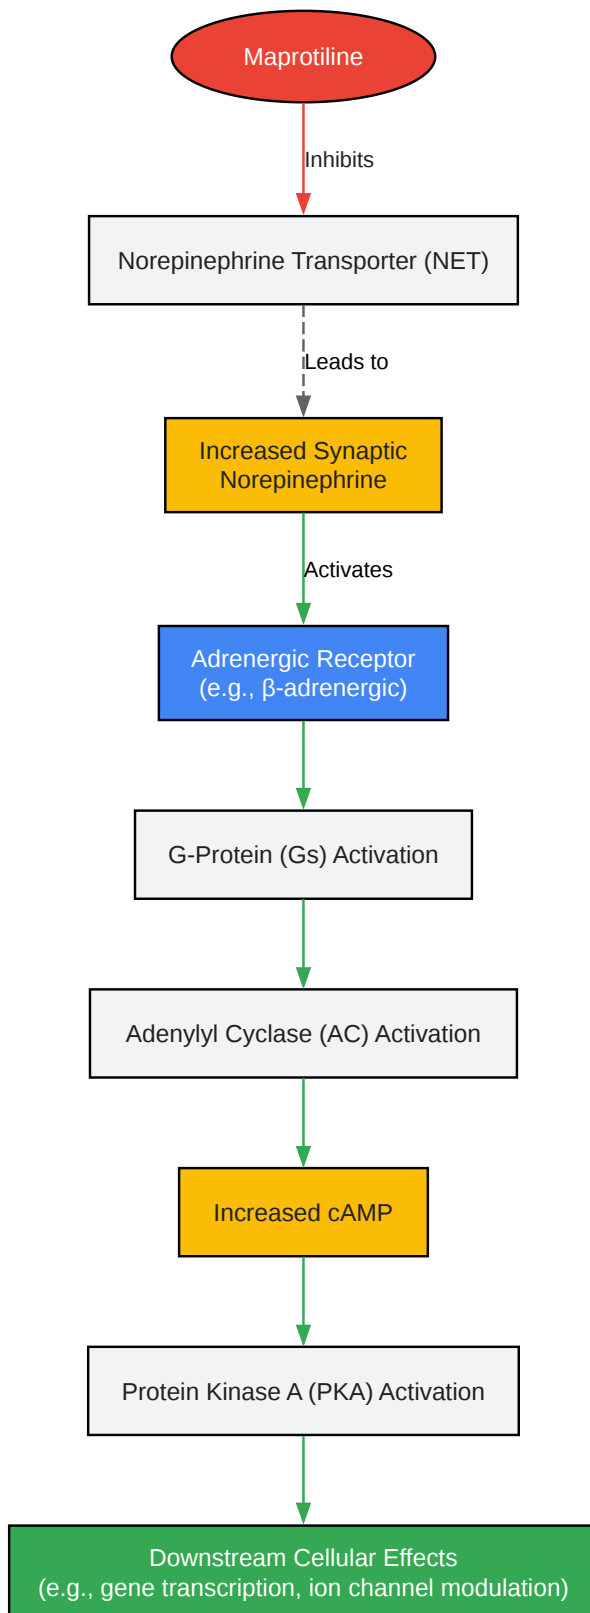 Maprotiline
Inhibits
Norepinephrine Transporter (NET)
Leads to
Increased Synaptic
Norepinephrine
Activates
Adrenergic Receptor
(e.g., β-adrenergic)
G-Protein (Gs) Activation
Adenylyl Cyclase (AC) Activation
Increased cAMP
Protein Kinase A (PKA) Activation
Downstream Cellular Effects
(e.g., gene transcription, ion channel modulation)